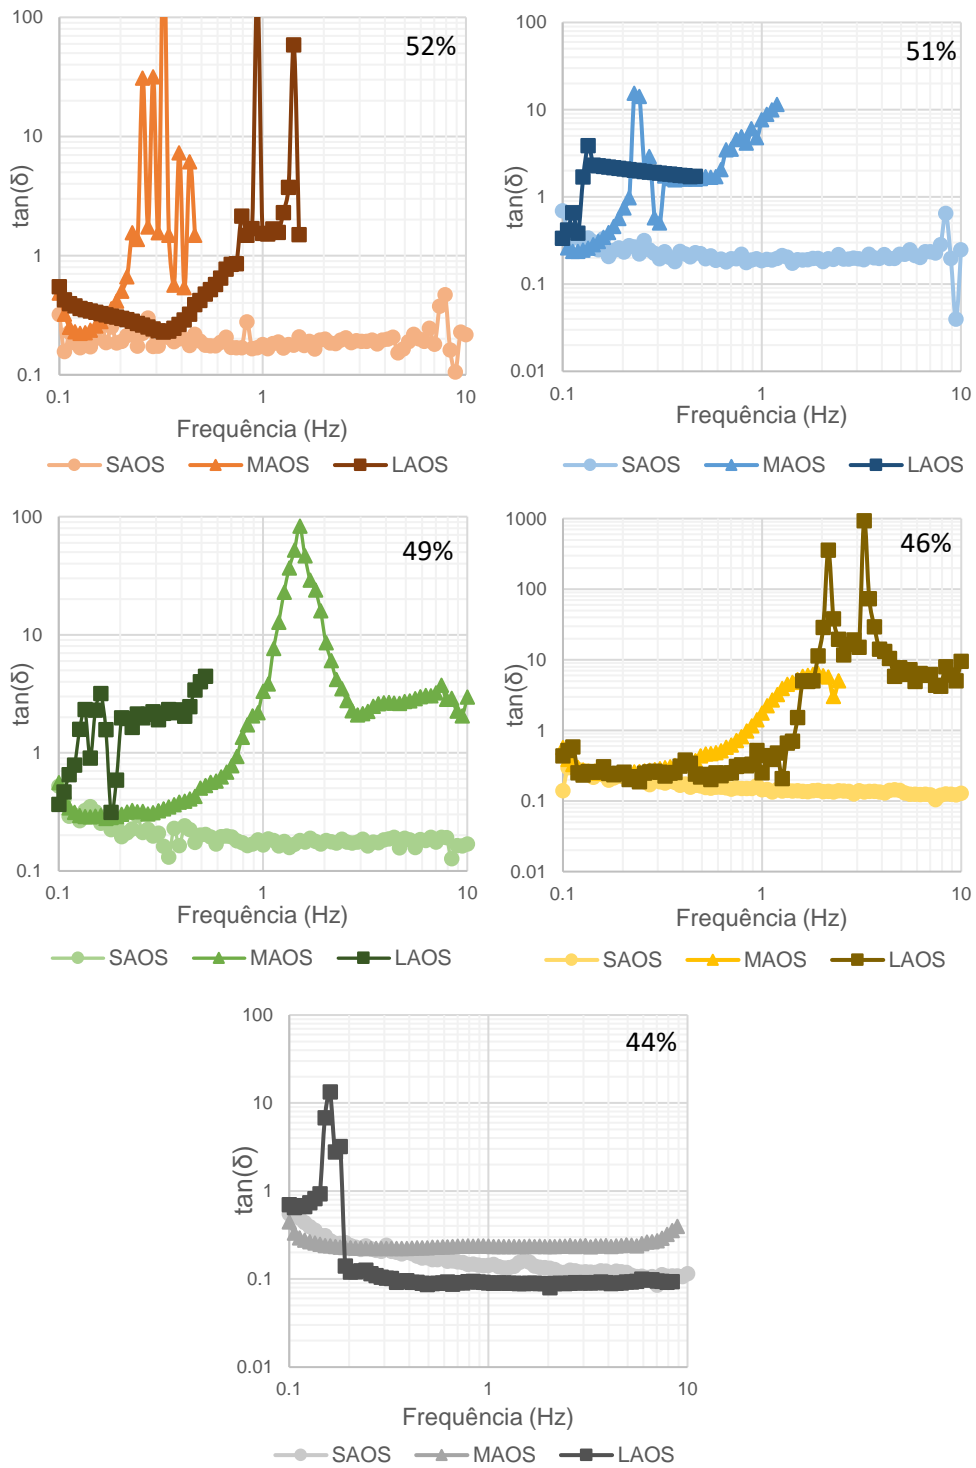 100
52%
10
tan(δ)
1
0.1
0.1 1 10
Frequência (Hz)
SAOS MAOS LAOS
100
51%
10
tan(δ)
1
0.1
0.01
0.1 1 10
Frequência (Hz)
SAOS MAOS LAOS
100
49%
10
tan(δ)
1
0.1
0.1 1 10
Frequência (Hz)
SAOS MAOS LAOS
1000
46%
100
10
tan(δ)
1
0.1
0.01
0.1 1 10
Frequência (Hz)
SAOS MAOS LAOS
100
44%
10
tan(δ)
1
0.1
0.01
0.1 1 10
Frequência (Hz)
SAOS MAOS LAOS